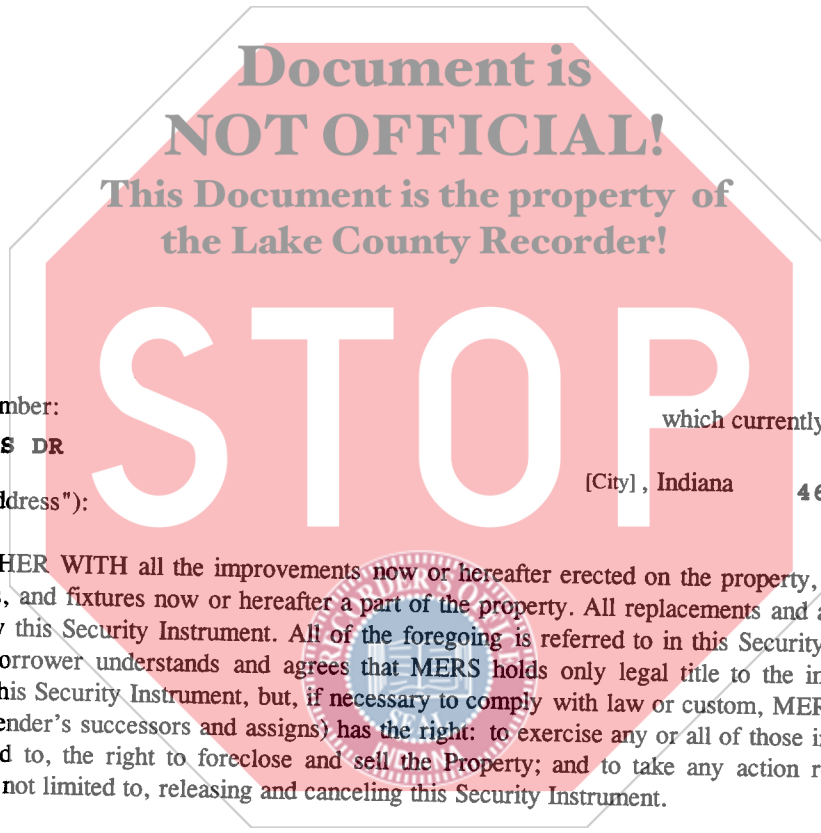 Document is
NOT OFFICIAL!
This Document is the property of
the Lake County Recorder!
STOP
mber:
which currently
S DR
[City] , Indiana 46
ddress"):
HER WITH all the improvements now or hereafter erected on the property,
, and fixtures now or hereafter a part of the property. All replacements and a
y this Security Instrument. All of the foregoing is referred to in this Security
orrower understands and agrees that MERS holds only legal title to the in
his Security Instrument, but, if necessary to comply with law or custom, MER
ender's successors and assigns) has the right: to exercise any or all of those in
d to, the right to foreclose and sell the Property; and to take any action r
not limited to, releasing and canceling this Security Instrument.
RECORDER'S OFFICE
SEAL